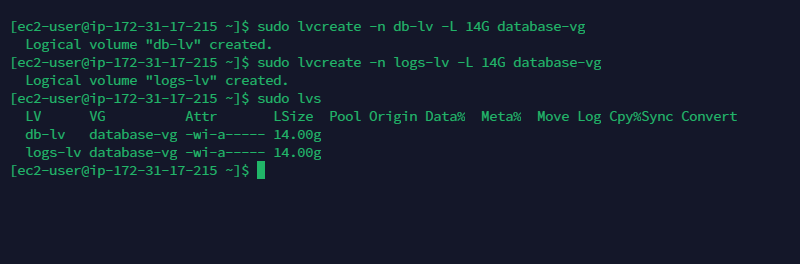 [ec2-user@ip-172-31-17-215 ~]$ sudo lvcreate -n db-lv -L 14G database-vg
  Logical volume "db-lv" created.
[ec2-user@ip-172-31-17-215 ~]$ sudo lvcreate -n logs-lv -L 14G database-vg
  Logical volume "logs-lv" created.
[ec2-user@ip-172-31-17-215 ~]$ sudo lvs
  LV      VG          Attr       LSize  Pool Origin Data%  Meta%  Move Log Cpy%Sync Convert
  db-lv   database-vg -wi-a----- 14.00g
  logs-lv database-vg -wi-a----- 14.00g
[ec2-user@ip-172-31-17-215 ~]$